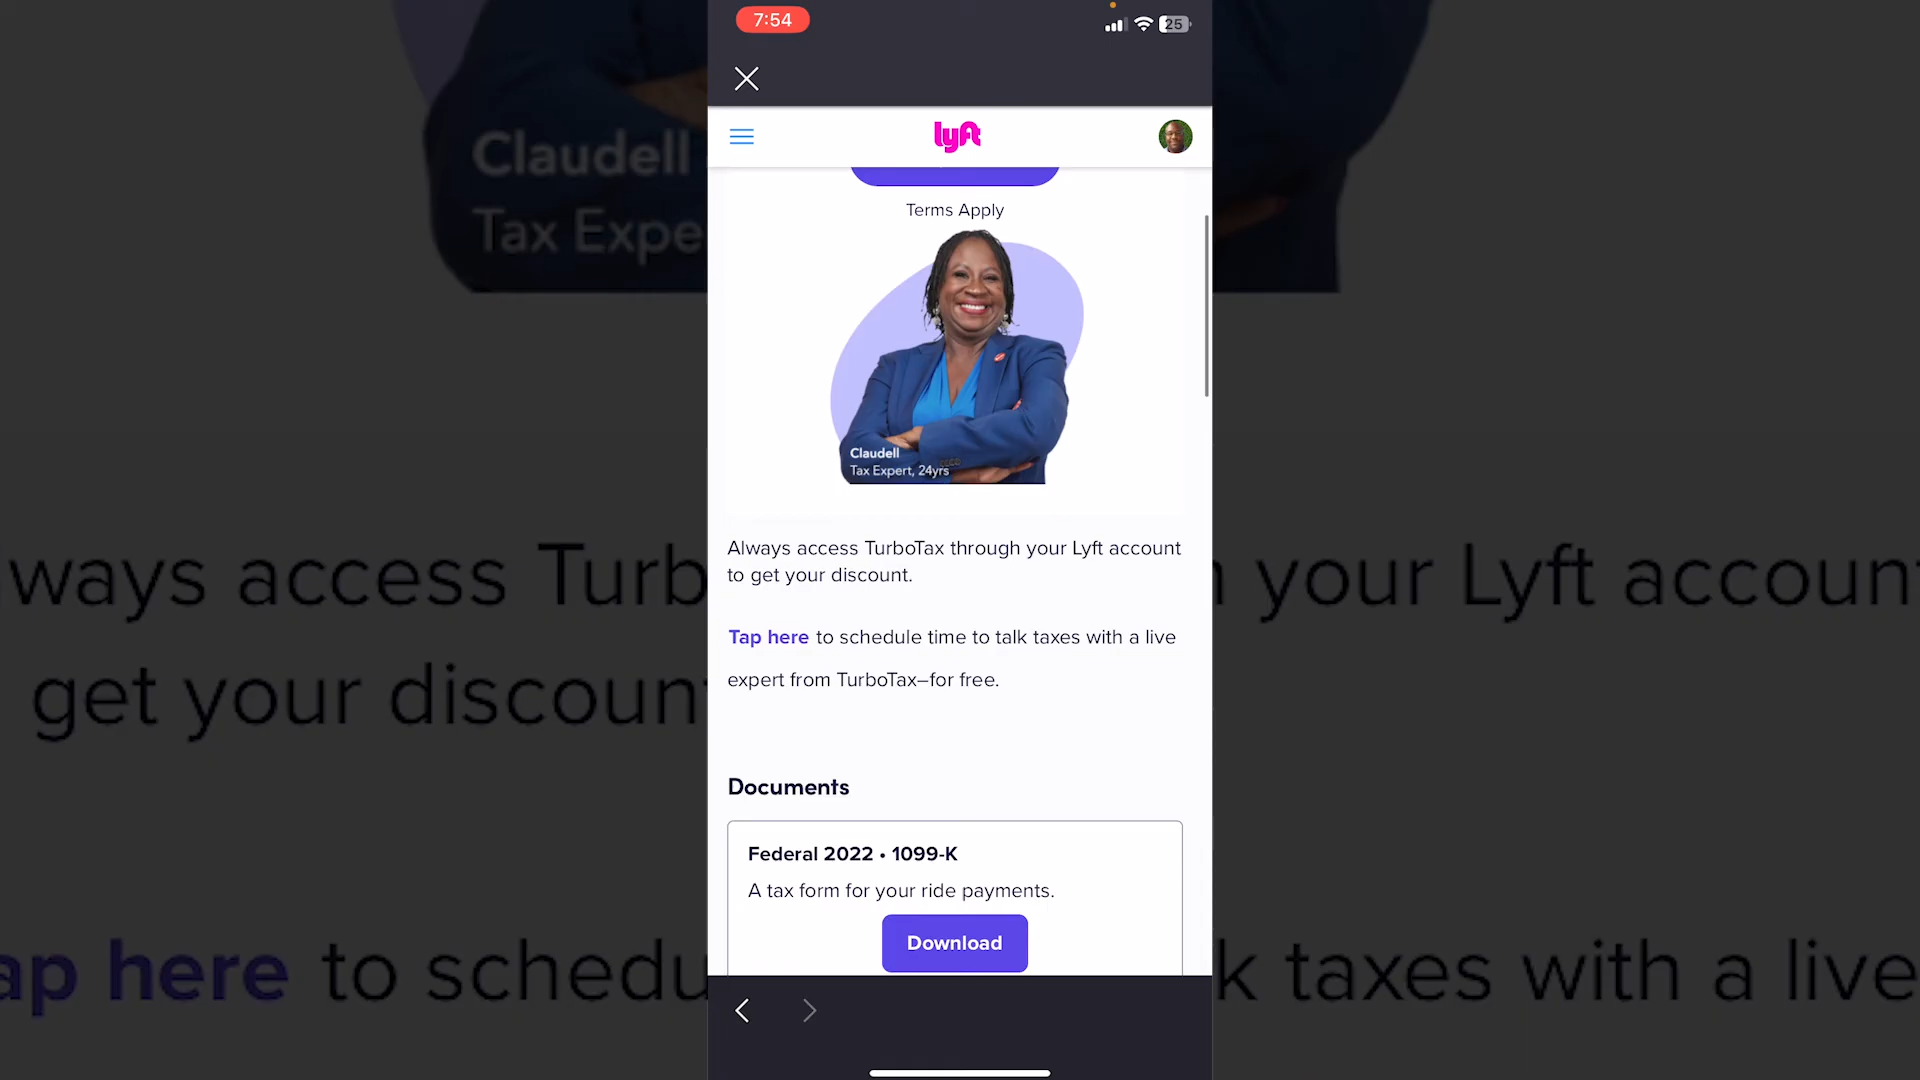 7:54
25
lyft
Terms Apply
Claudell
Tax Expert, 24yrs
Always access TurboTax through your Lyft account
to get your discount.
Tap here to schedule time to talk taxes with a live
expert from TurboTax–for free.
Documents
Federal 2022 • 1099-K
A tax form for your ride payments.
Download
Claudell
Tax Expe
ways access Turb
your Lyft account
get your discoun
ap here to schedu
k taxes with a live